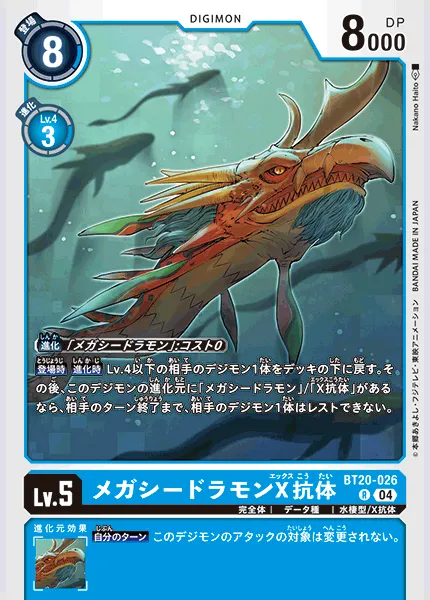 DIGIMON
登場
8
8000
DP
進化
Lv.4
3
Nakano Haito
©本郷あきよし・フジテレビ・東映アニメーション BANDAI MADE IN JAPAN
進化 「メガシードラモン」:コスト0
登場時 進化時 Lv.4以下の相手のデジモン1体をデッキの下に戻す。そ
の後、このデジモンの進化元に「メガシードラモン」/「X抗体」がある
なら、相手のターン終了まで、相手のデジモン1体はレストできない。
Lv.5
メガシードラモンX抗体
BT20-026
R 04
完全体 データ種 水棲型/X抗体
進化元効果
自分のターン このデジモンのアタックの対象は変更されない。